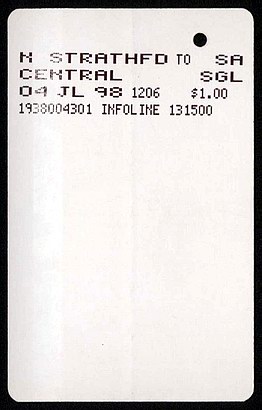 N STRATHFD TO SA
CENTRAL SGL
04 JL 98 1206 $1.00
1938004301 INFOLINE 131500